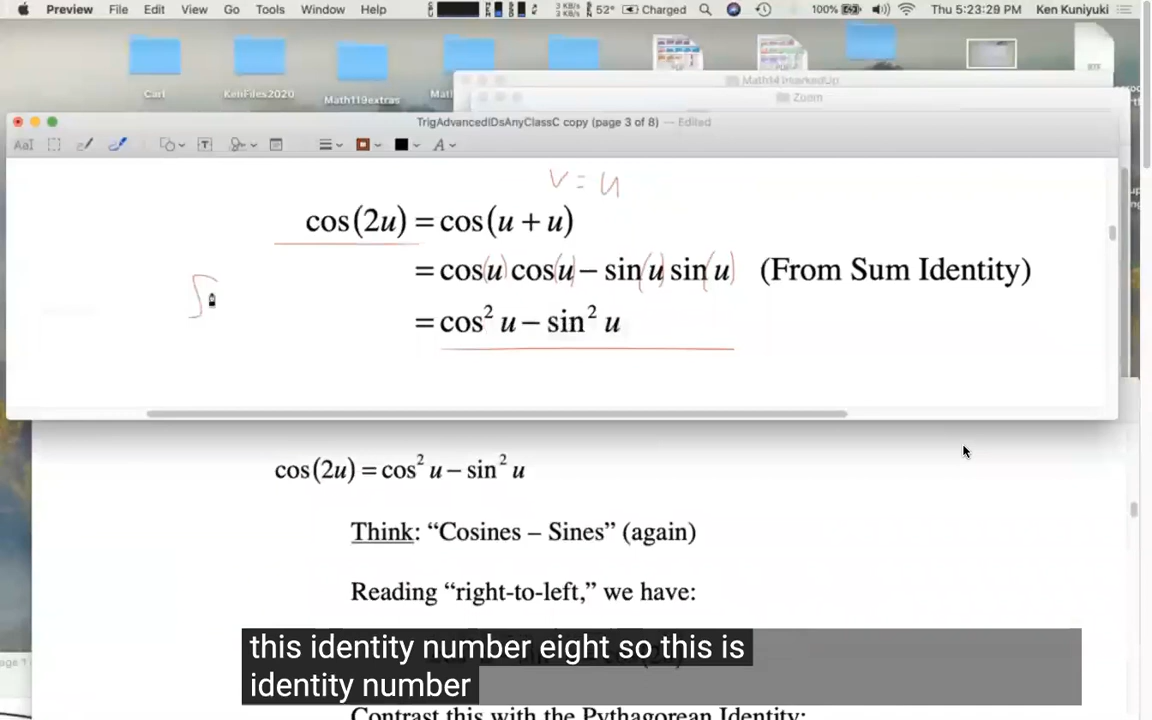 Preview File Edit View Go Tools Window Help 52° Charged 100% Thu 5:23:29 PM Ken Kuniyuki
Carl KenFiles2020 Math119extras
Math141markedUp
Zoom
TrigAdvancedIDsAnyClassC copy (page 3 of 8) — Edited
v = u
cos(2u) = cos(u + u)
= cos(u) cos(u) − sin(u) sin(u) (From Sum Identity)
= cos² u − sin² u
cos(2u) = cos² u − sin² u
Think: “Cosines – Sines” (again)
Reading “right-to-left,” we have:
this identity number eight so this is
identity number
Contrast this with the Pythagorean Identity: